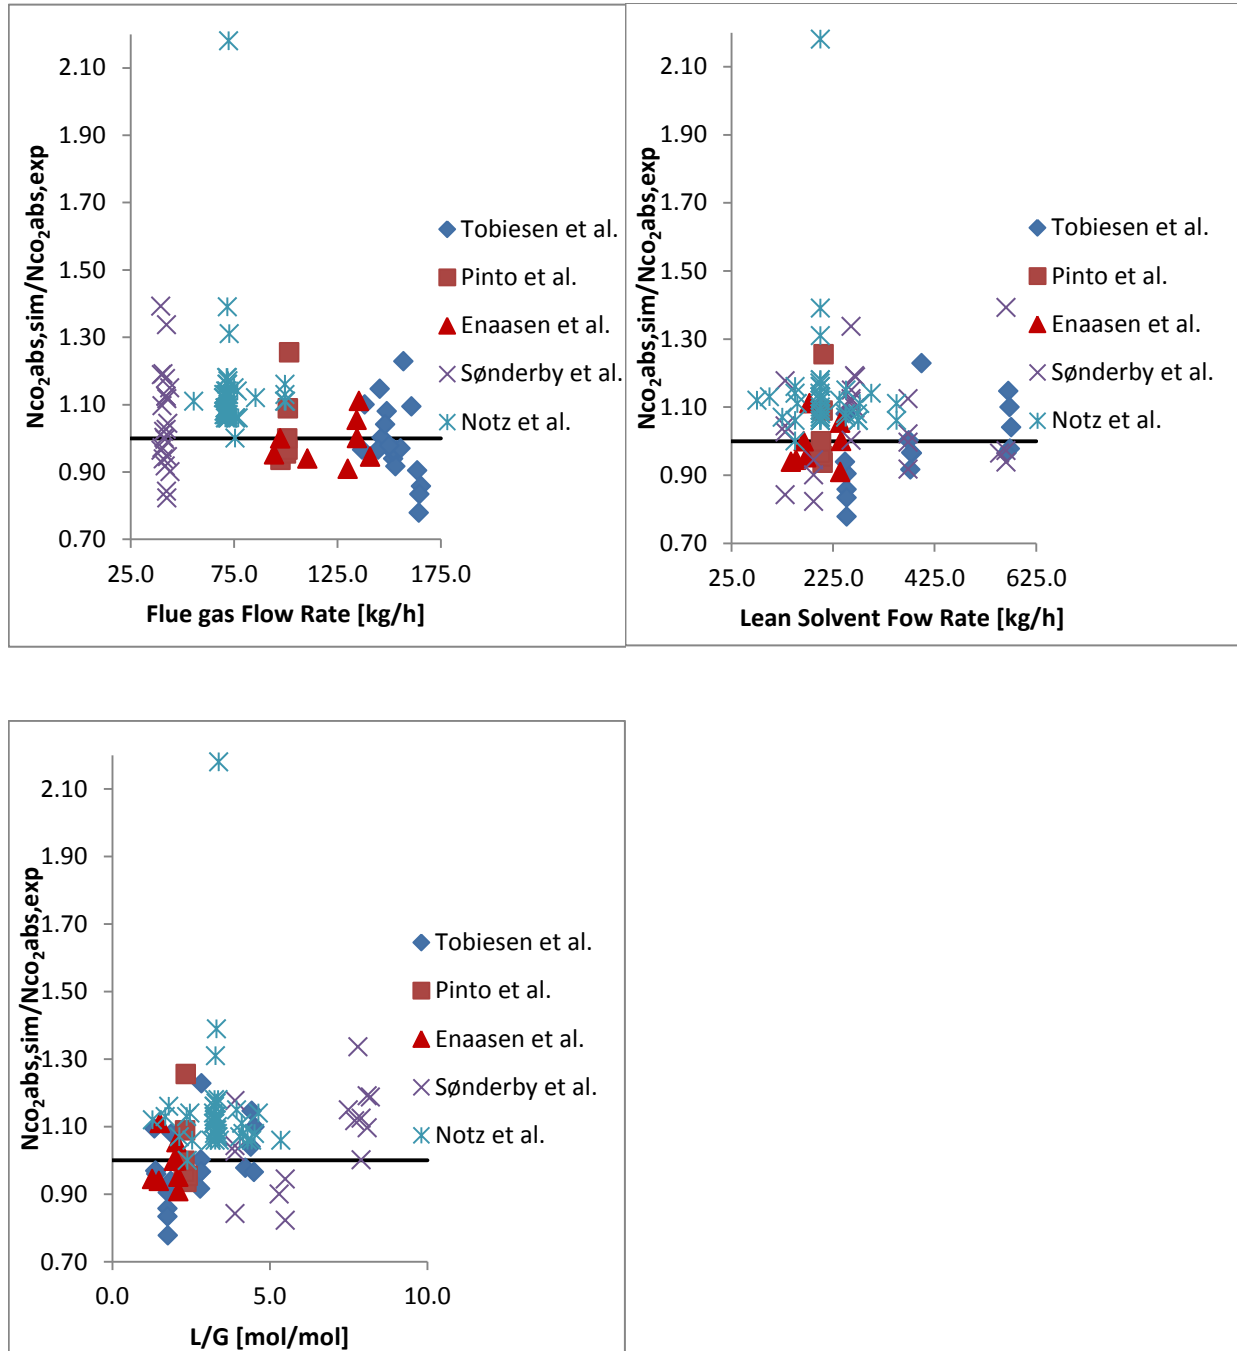 Nco₂abs,sim/Nco₂abs,exp
2.10
1.90
1.70
1.50
1.30
1.10
0.90
0.70
25.0 75.0 125.0 175.0
Flue gas Flow Rate [kg/h]
Tobiesen et al.
Pinto et al.
Enaasen et al.
Sønderby et al.
Notz et al.
Nco₂abs,sim/Nco₂abs,exp
2.10
1.90
1.70
1.50
1.30
1.10
0.90
0.70
25.0 225.0 425.0 625.0
Lean Solvent Fow Rate [kg/h]
Tobiesen et al.
Pinto et al.
Enaasen et al.
Sønderby et al.
Notz et al.
Nco₂abs,sim/Nco₂abs,exp
2.10
1.90
1.70
1.50
1.30
1.10
0.90
0.70
0.0 5.0 10.0
L/G [mol/mol]
Tobiesen et al.
Pinto et al.
Enaasen et al.
Sønderby et al.
Notz et al.